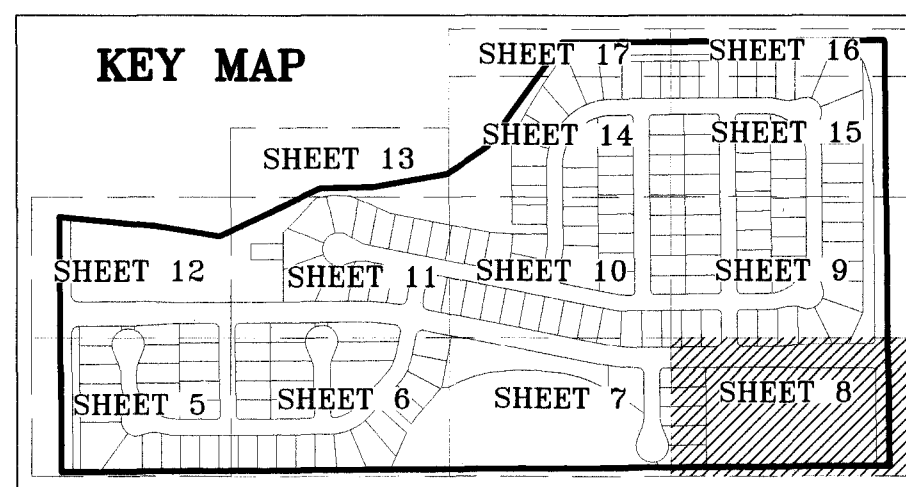 KEY MAP
SHEET 17
SHEET 16
SHEET 14
SHEET 15
SHEET 13
SHEET 12
SHEET 11
SHEET 10
SHEET 9
SHEET 5
SHEET 6
SHEET 7
SHEET 8